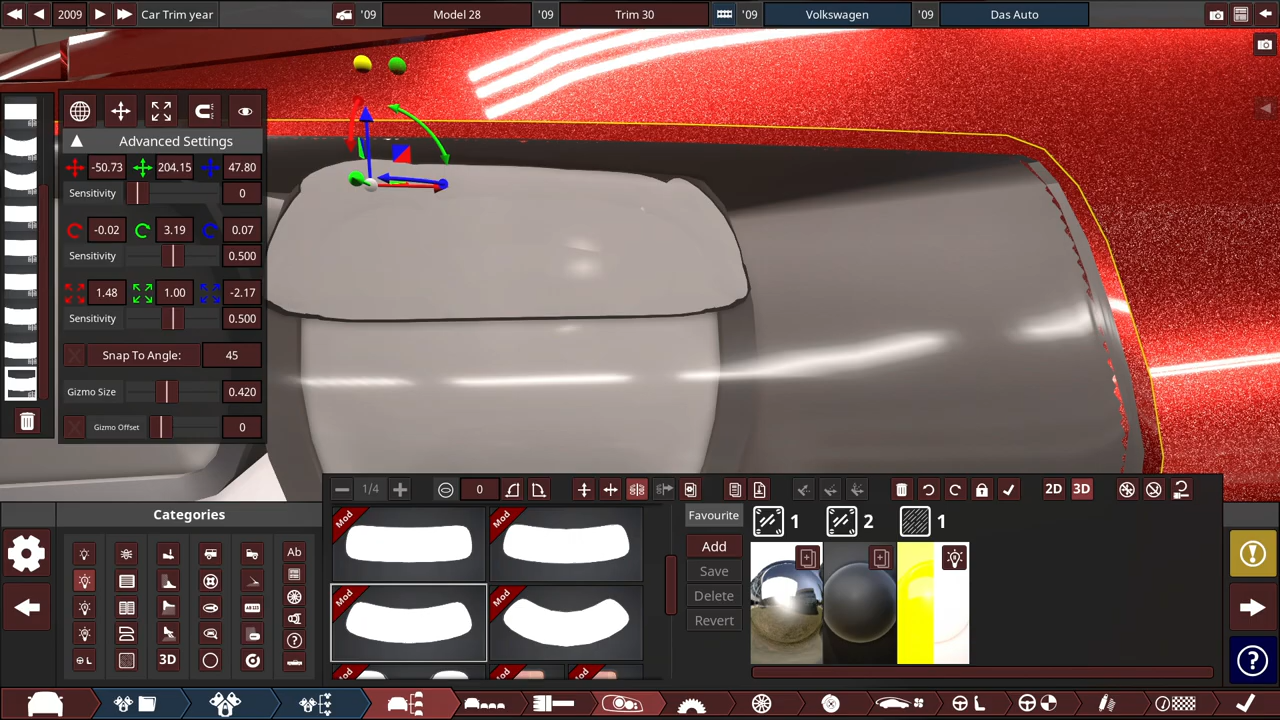 2009 Car Trim year '09 Model 28 '09 Trim 30 '09 Volkswagen '09 Das Auto
Advanced Settings
-50.73 204.15 47.80
Sensitivity 0
-0.02 3.19 0.07
Sensitivity 0.500
1.48 1.00 -2.17
Sensitivity 0.500
Snap To Angle: 45
Gizmo Size 0.420
Gizmo Offset 0
1/4 0 2D 3D
Categories
Ab
L 3D
Mod Mod
Mod Mod
Mod Mod Mod
Favourite
Add
Save
Delete
Revert
1 2 1